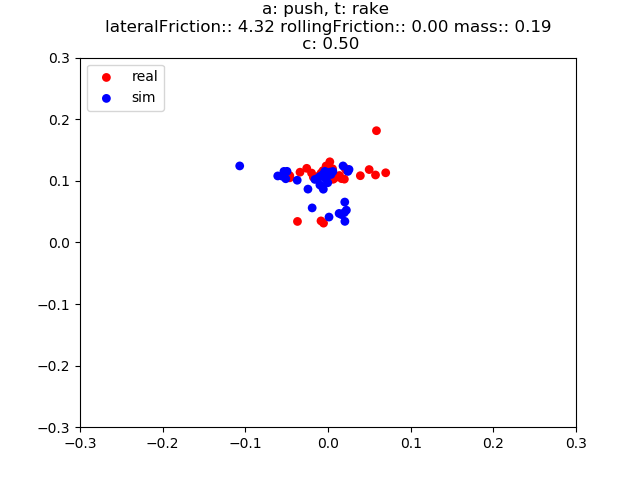 a: push, t: rake
lateralFriction:: 4.32 rollingFriction:: 0.00 mass:: 0.19
c: 0.50
real
sim
0.3
0.2
0.1
0.0
−0.1
−0.2
−0.3
−0.3
−0.2
−0.1
0.0
0.1
0.2
0.3